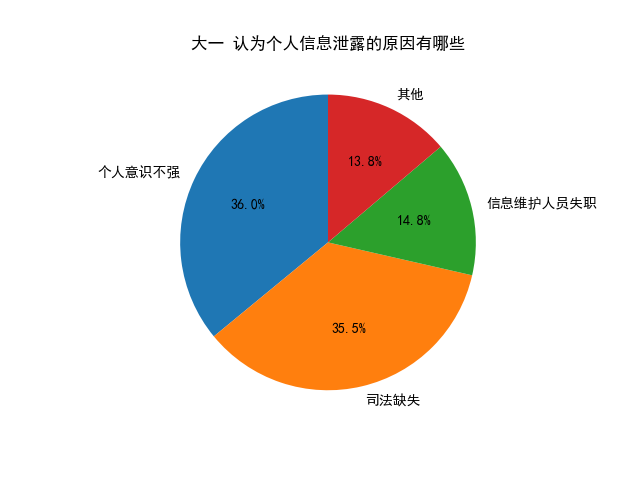 大一 认为个人信息泄露的原因有哪些
其他
13.8%
个人意识不强
36.0%
信息维护人员失职
14.8%
35.5%
司法缺失